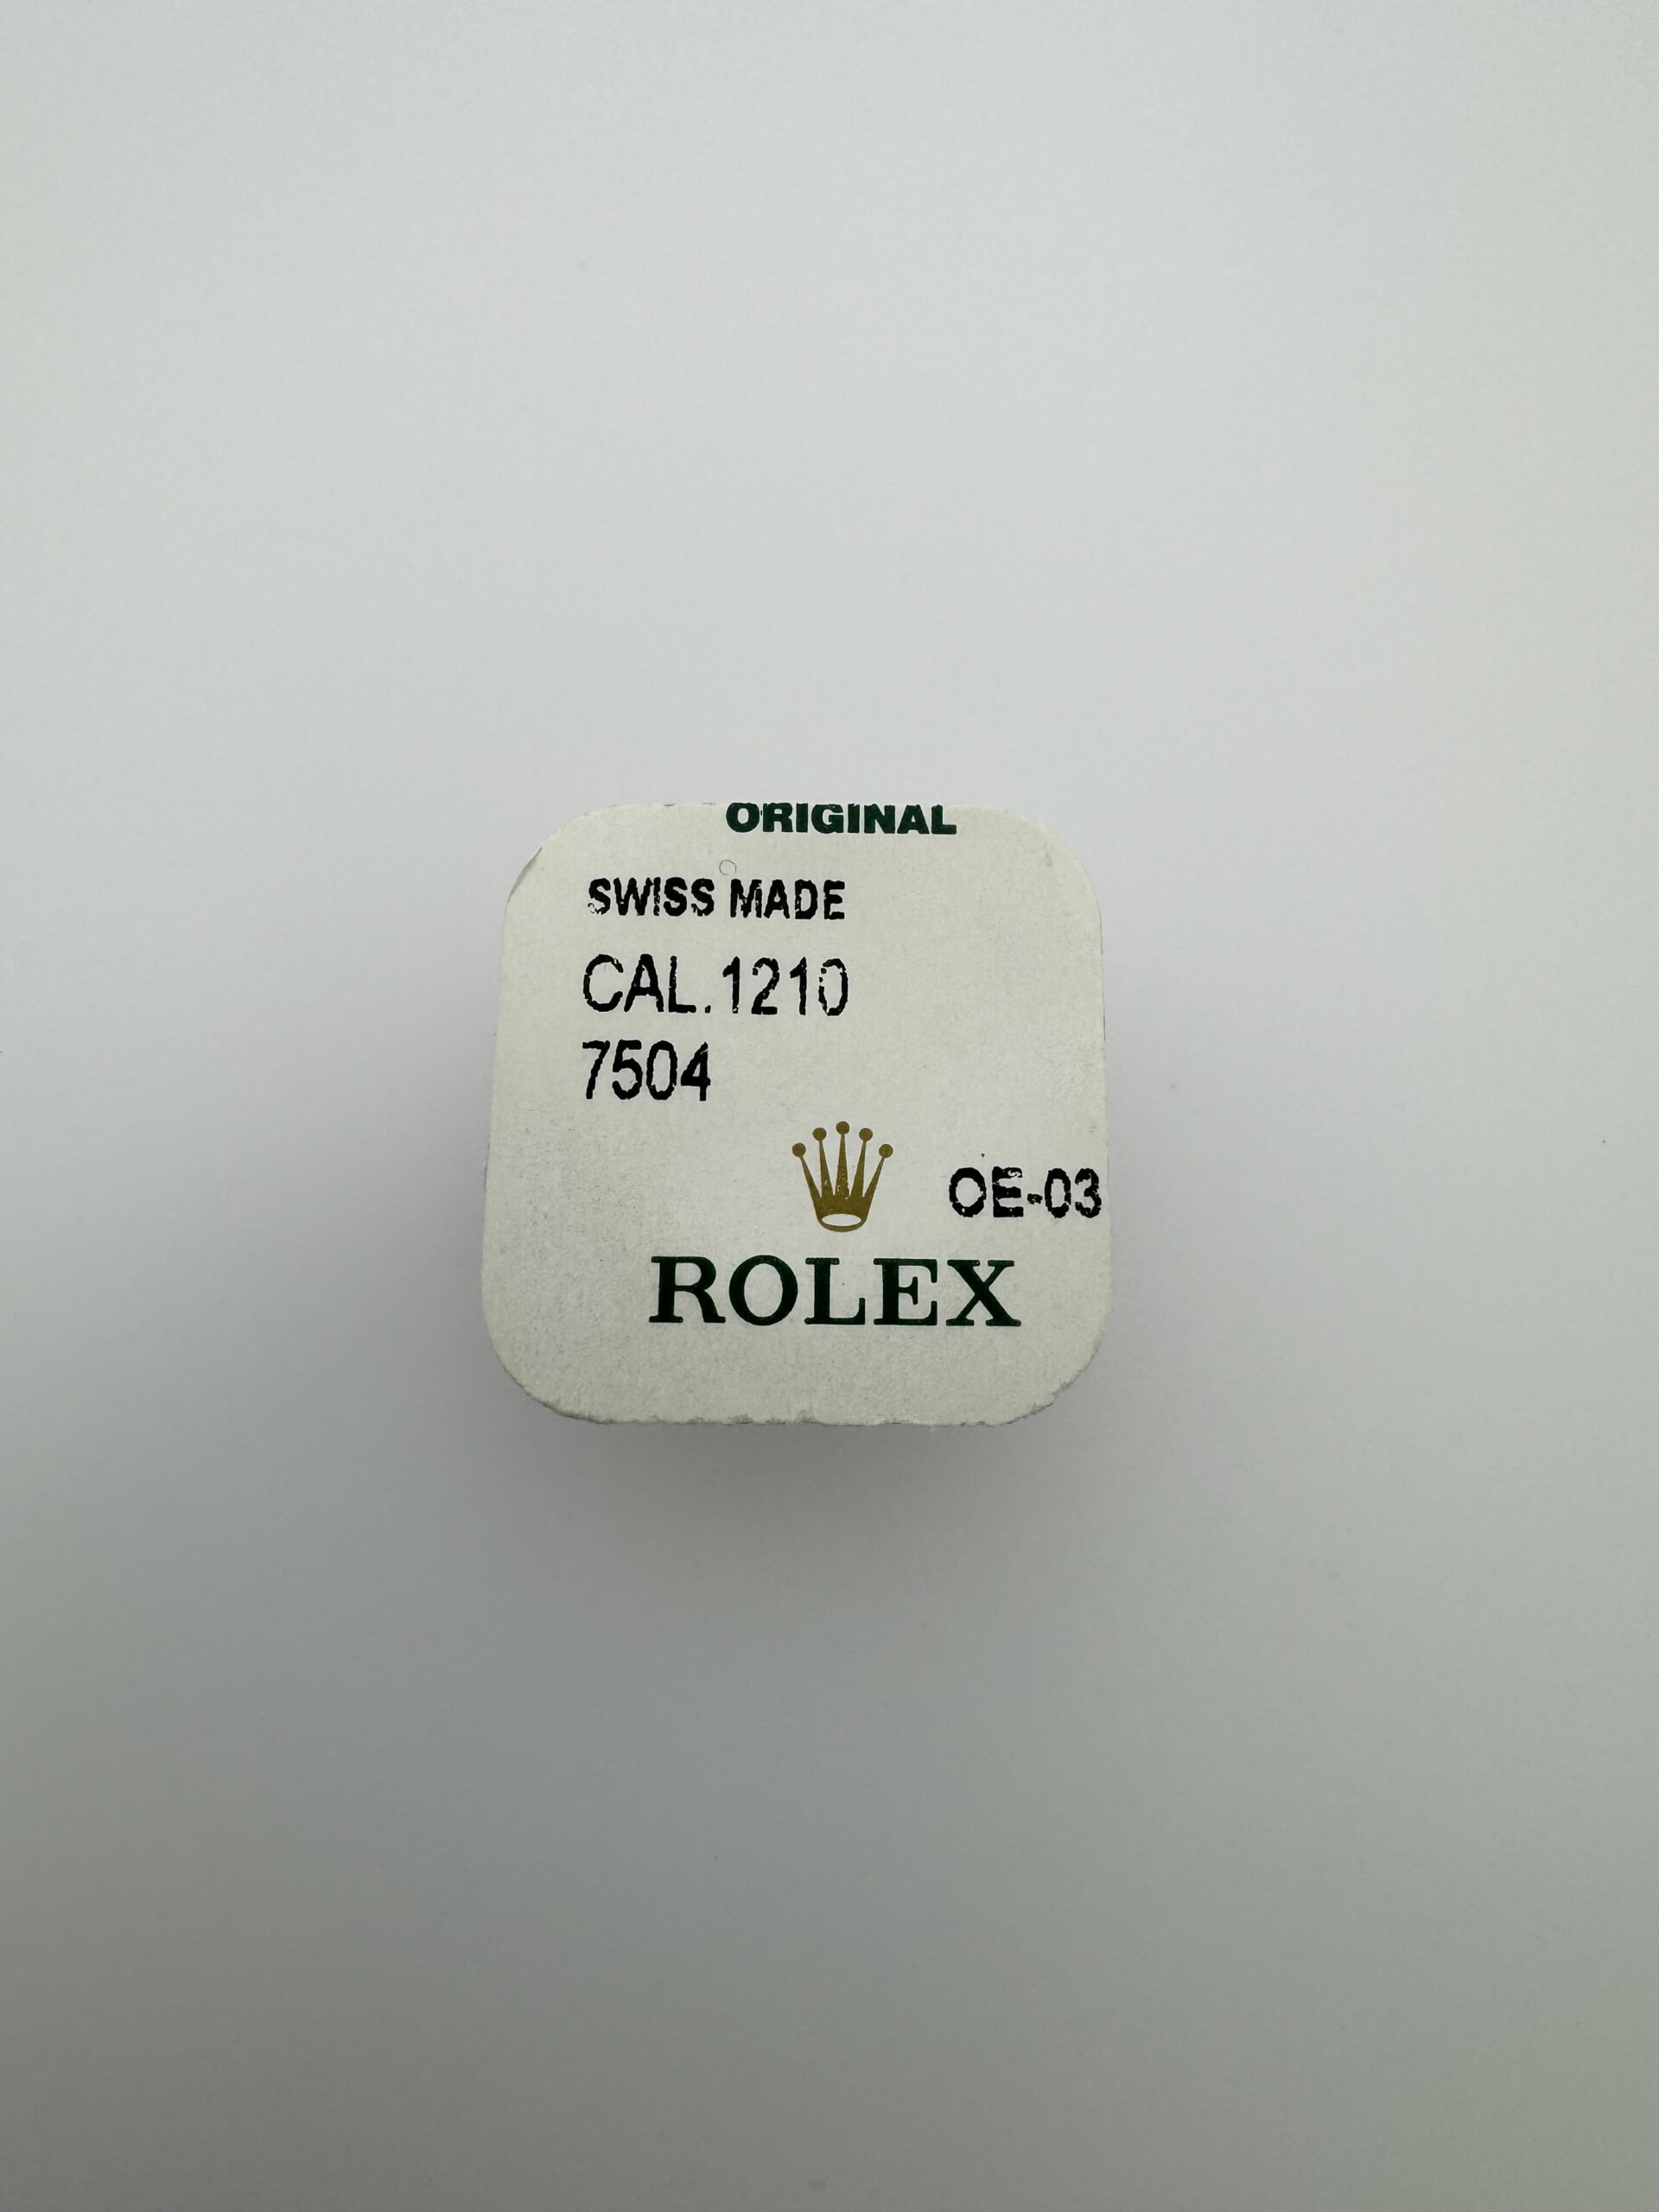 ORIGINAL
SWISS MADE
CAL.1210
7504
OE-03
ROLEX